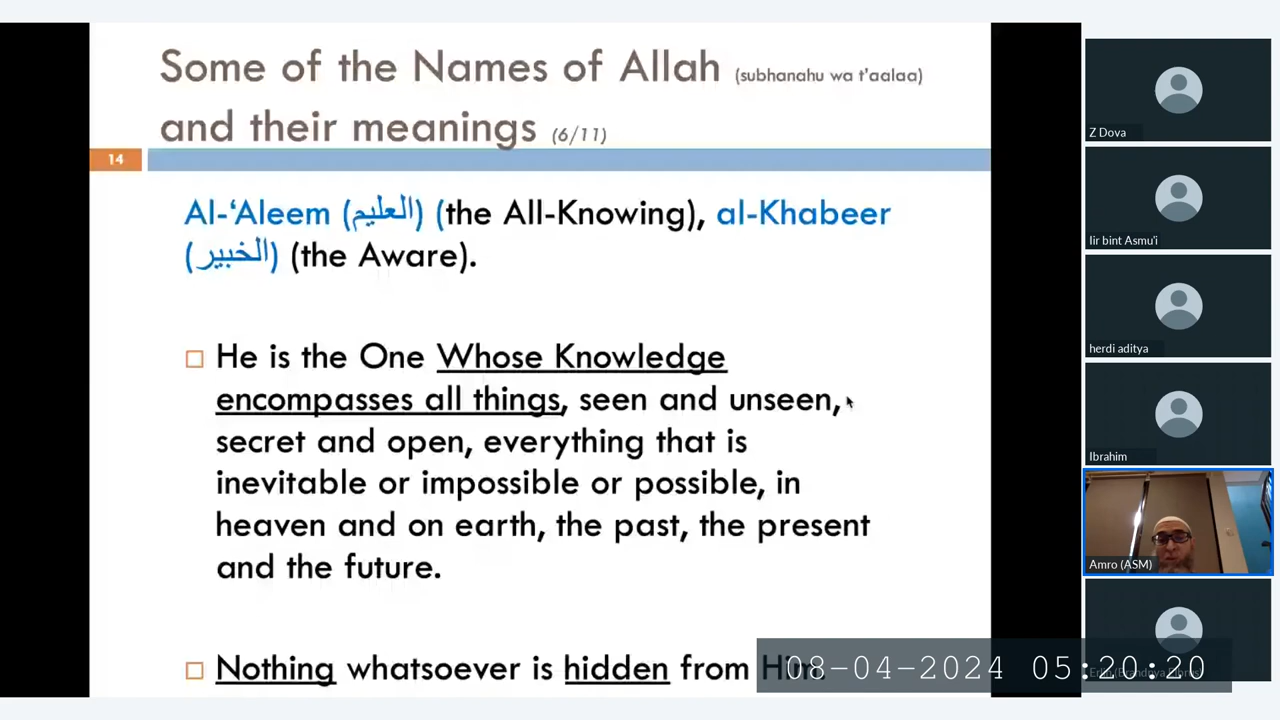 Some of the Names of Allah (subhanahu wa t'aalaa)
and their meanings (6/11)
14
Al-‘Aleem (العليم) (the All-Knowing), al-Khabeer
(الخبير) (the Aware).
He is the One Whose Knowledge
encompasses all things, seen and unseen,
secret and open, everything that is
inevitable or impossible or possible, in
heaven and on earth, the past, the present
and the future.
Nothing whatsoever is hidden from Him.
Z Dova
Iir bint Asmu'i
herdi aditya
Ibrahim
Amro (ASM)
08-04-2024 05:20:20